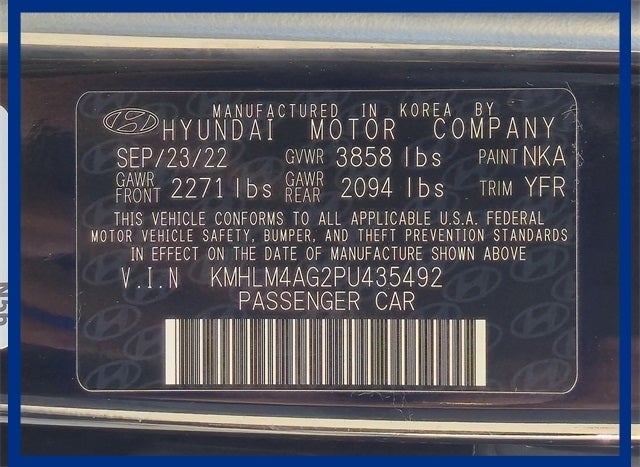 MANUFACTURED IN KOREA BY
HYUNDAI MOTOR COMPANY
SEP/23/22 GVWR 3858 lbs PAINT NKA
GAWR FRONT 2271 lbs GAWR REAR 2094 lbs TRIM YFR
THIS VEHICLE CONFORMS TO ALL APPLICABLE U.S.A. FEDERAL
MOTOR VEHICLE SAFETY, BUMPER, AND THEFT PREVENTION STANDARDS
IN EFFECT ON THE DATE OF MANUFACTURE SHOWN ABOVE
V.I.N KMHLM4AG2PU435492
PASSENGER CAR